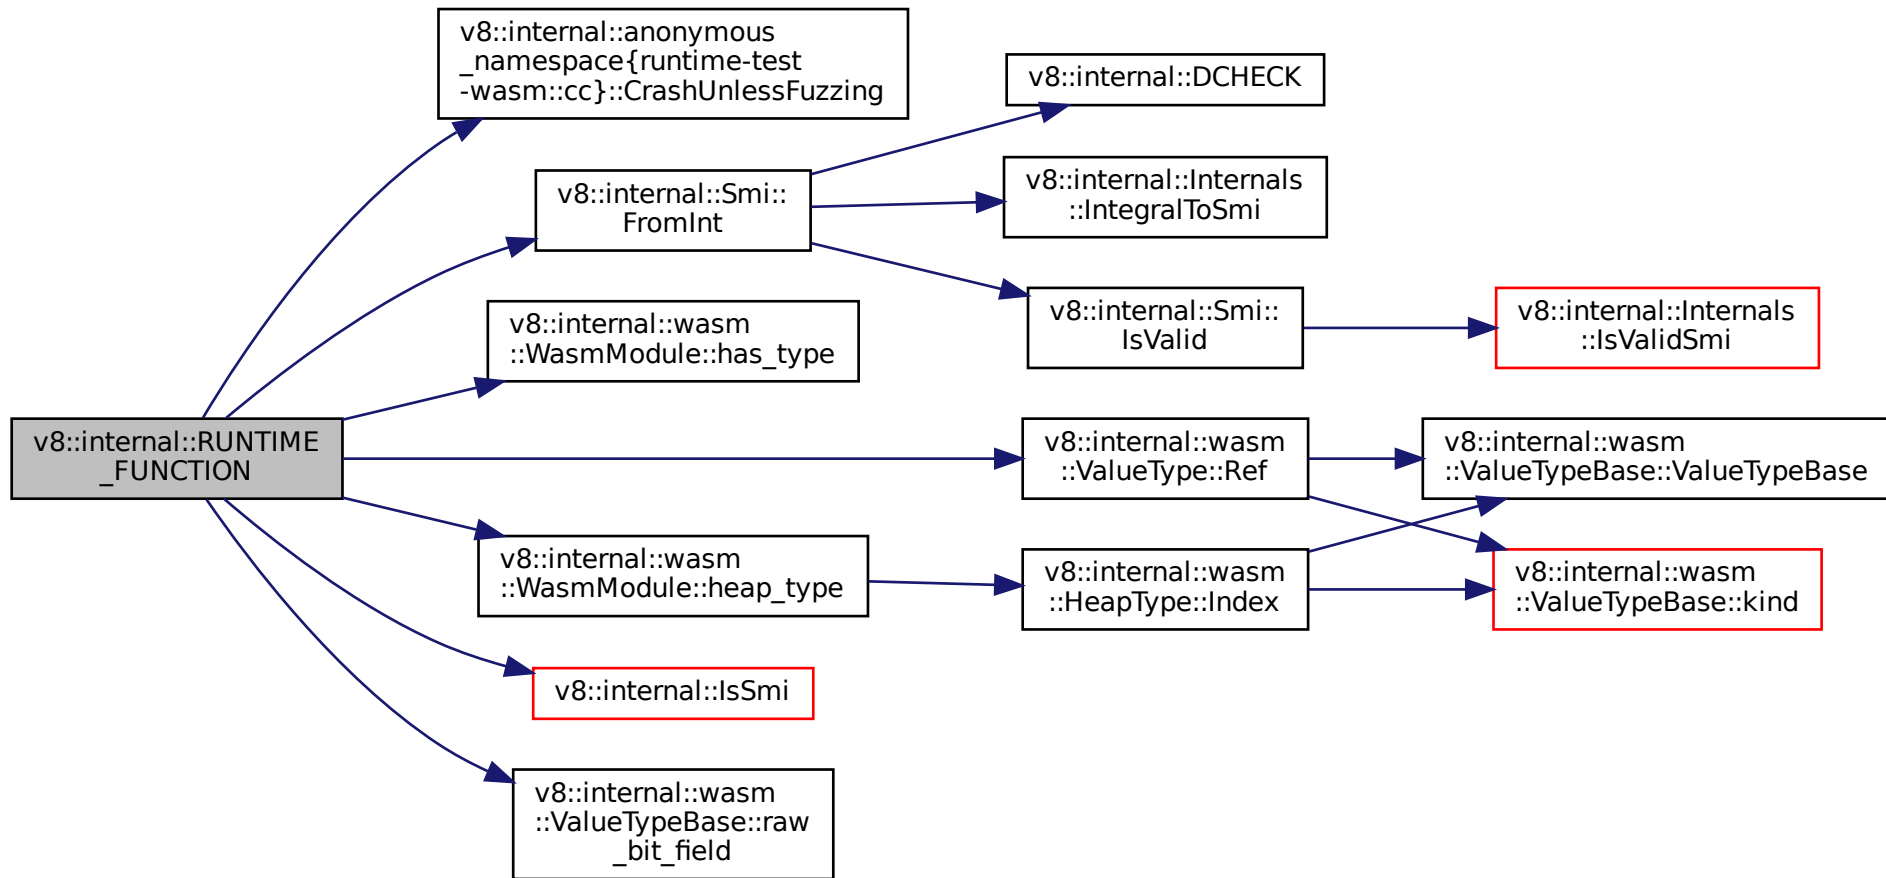 v8::internal::anonymous
_namespace{runtime-test
-wasm::cc}::CrashUnlessFuzzing
v8::internal::DCHECK
v8::internal::Smi::
FromInt
v8::internal::Internals
::IntegralToSmi
v8::internal::wasm
::WasmModule::has_type
v8::internal::Smi::
IsValid
v8::internal::Internals
::IsValidSmi
v8::internal::RUNTIME
_FUNCTION
v8::internal::wasm
::ValueType::Ref
v8::internal::wasm
::ValueTypeBase::ValueTypeBase
v8::internal::wasm
::WasmModule::heap_type
v8::internal::wasm
::HeapType::Index
v8::internal::wasm
::ValueTypeBase::kind
v8::internal::IsSmi
v8::internal::wasm
::ValueTypeBase::raw
_bit_field